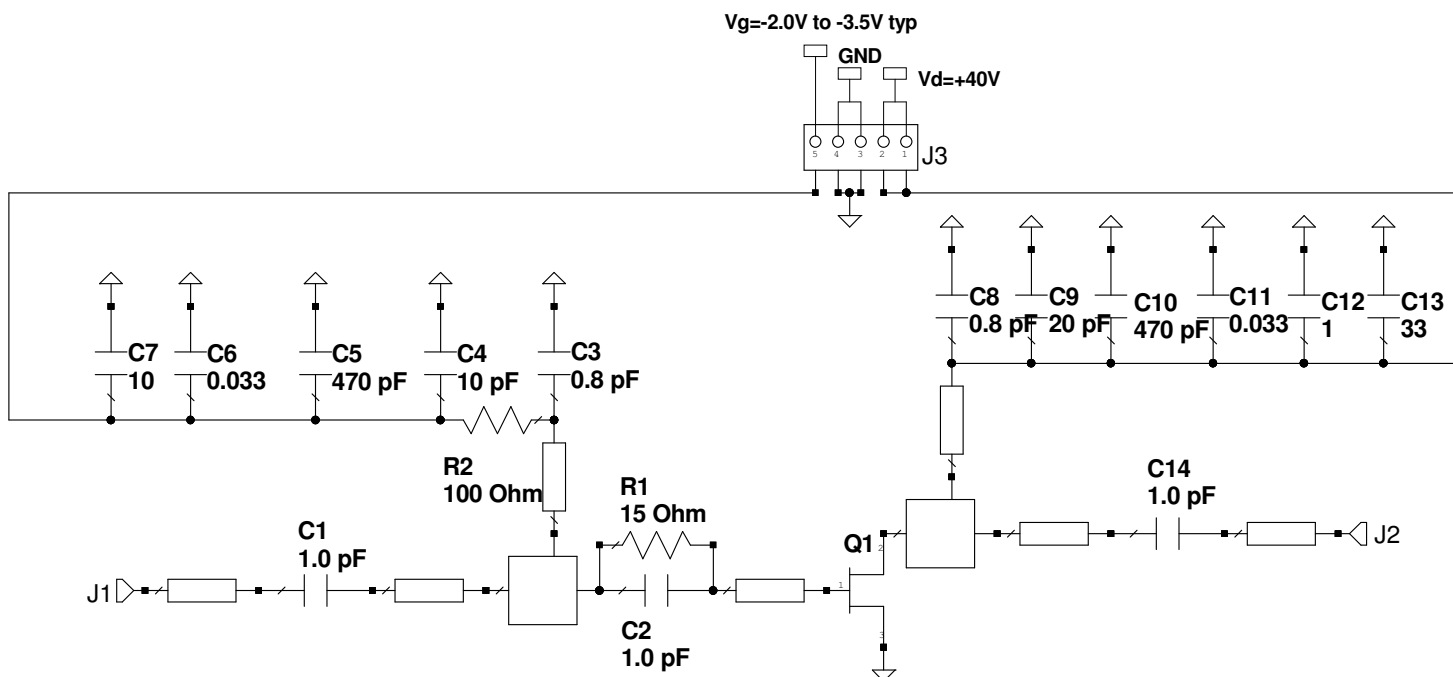 Vg=-2.0V to -3.5V typ
GND
Vd=+40V
5 4 3 2 1
J3
C8
0.8 pF
C9
20 pF
C10
470 pF
C11
0.033
C12
1
C13
33
C7
10
C6
0.033
C5
470 pF
C4
10 pF
C3
0.8 pF
R2
100 Ohm
R1
15 Ohm
C14
1.0 pF
C1
1.0 pF
Q1
2
J2
J1
1
C2
1.0 pF
3